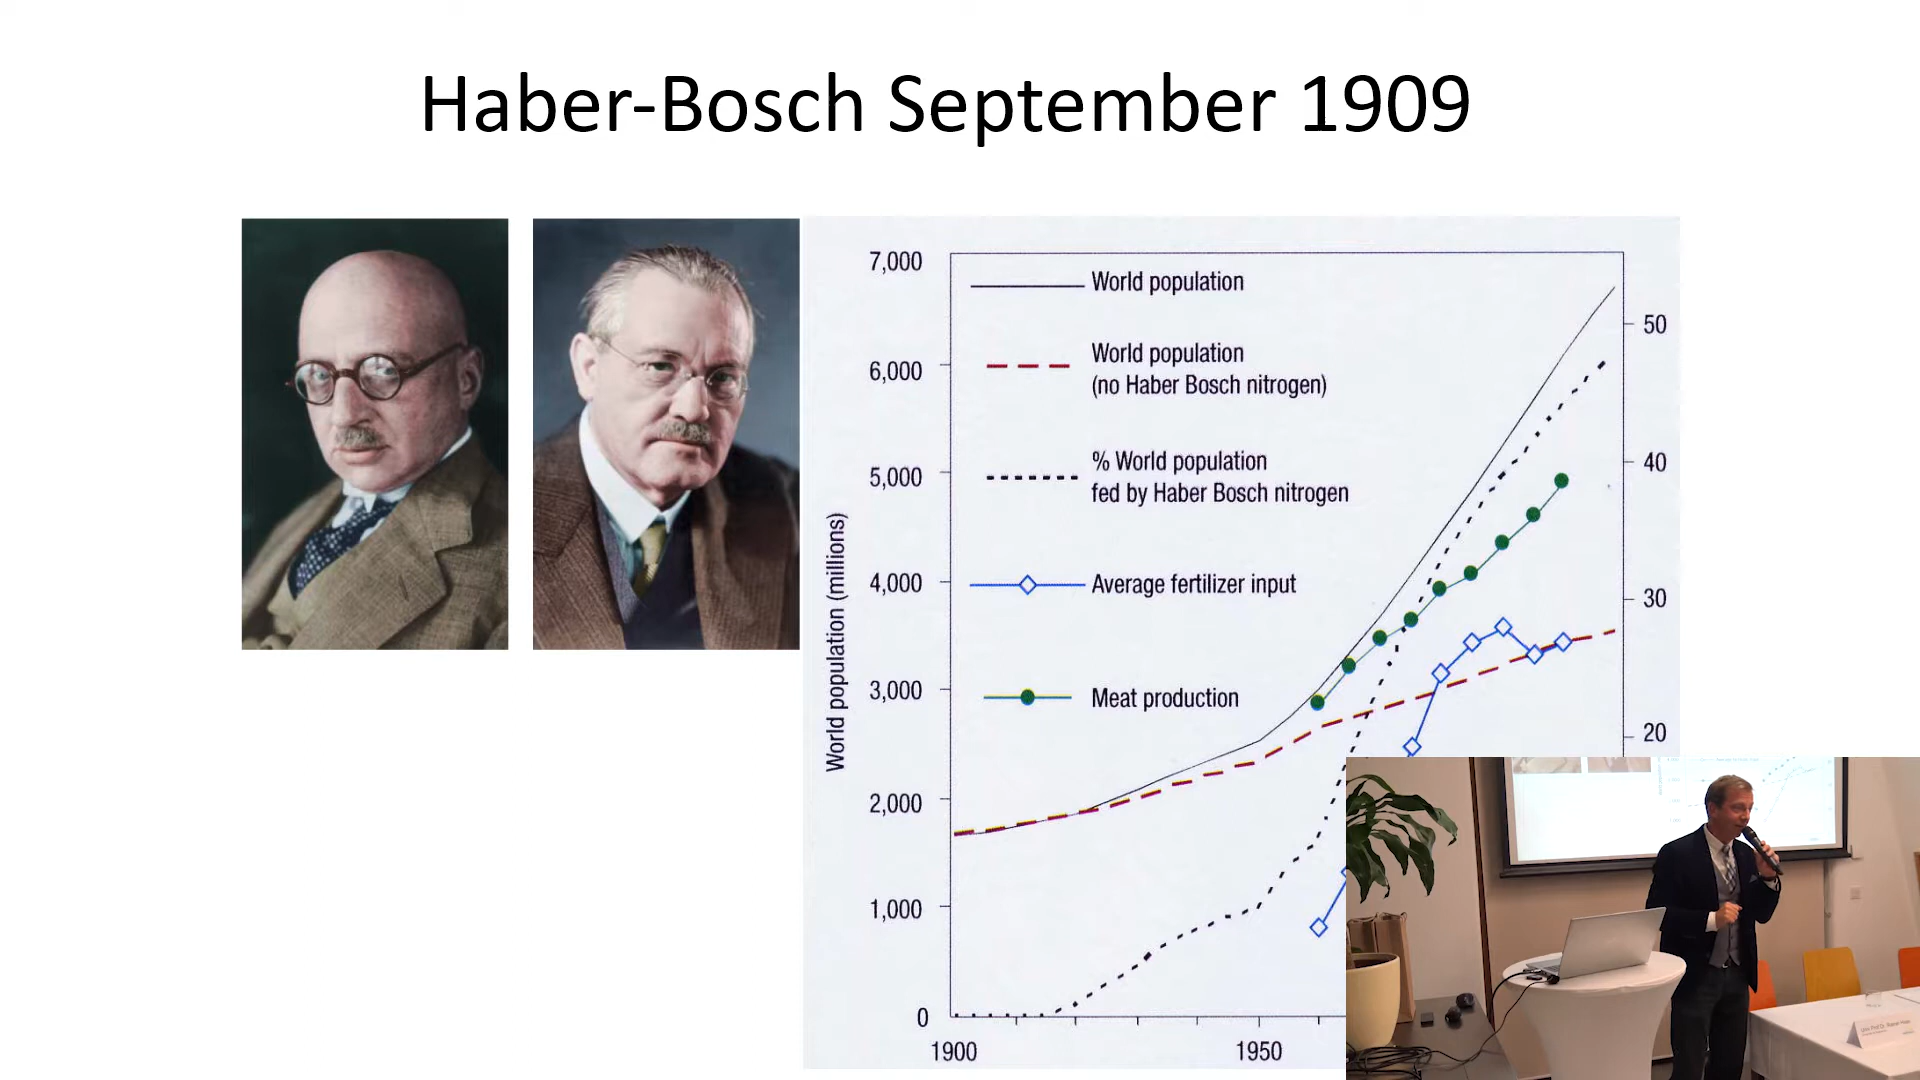 Haber-Bosch September 1909
7,000
6,000
5,000
4,000
3,000
2,000
1,000
0
World population (millions)
World population
World population
(no Haber Bosch nitrogen)
% World population
fed by Haber Bosch nitrogen
Average fertilizer input
Meat production
50
40
30
20
1900
1950